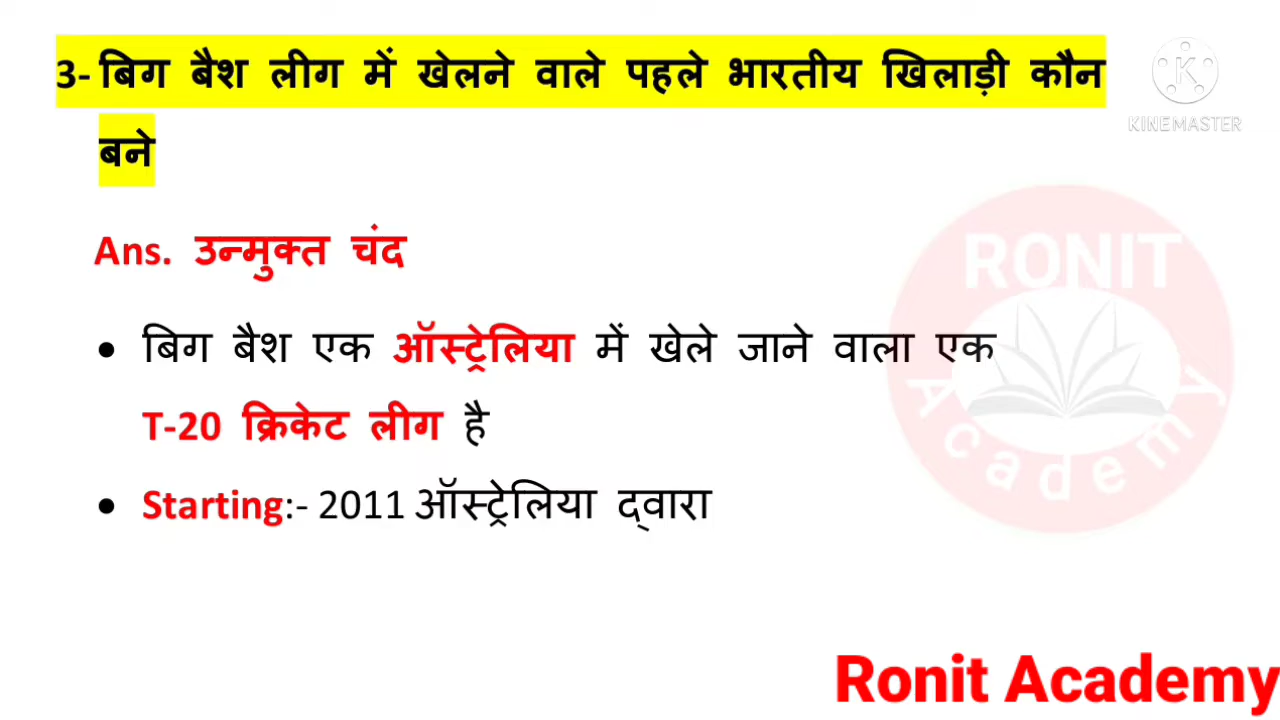 3- बिग बैश लीग में खेलने वाले पहले भारतीय खिलाड़ी कौन
बने
KINEMASTER
Ans. उन्मुक्त चंद
• बिग बैश एक ऑस्ट्रेलिया में खेले जाने वाला एक
T-20 क्रिकेट लीग है
• Starting:- 2011 ऑस्ट्रेलिया द्वारा
RONIT
Academy
Ronit Academy